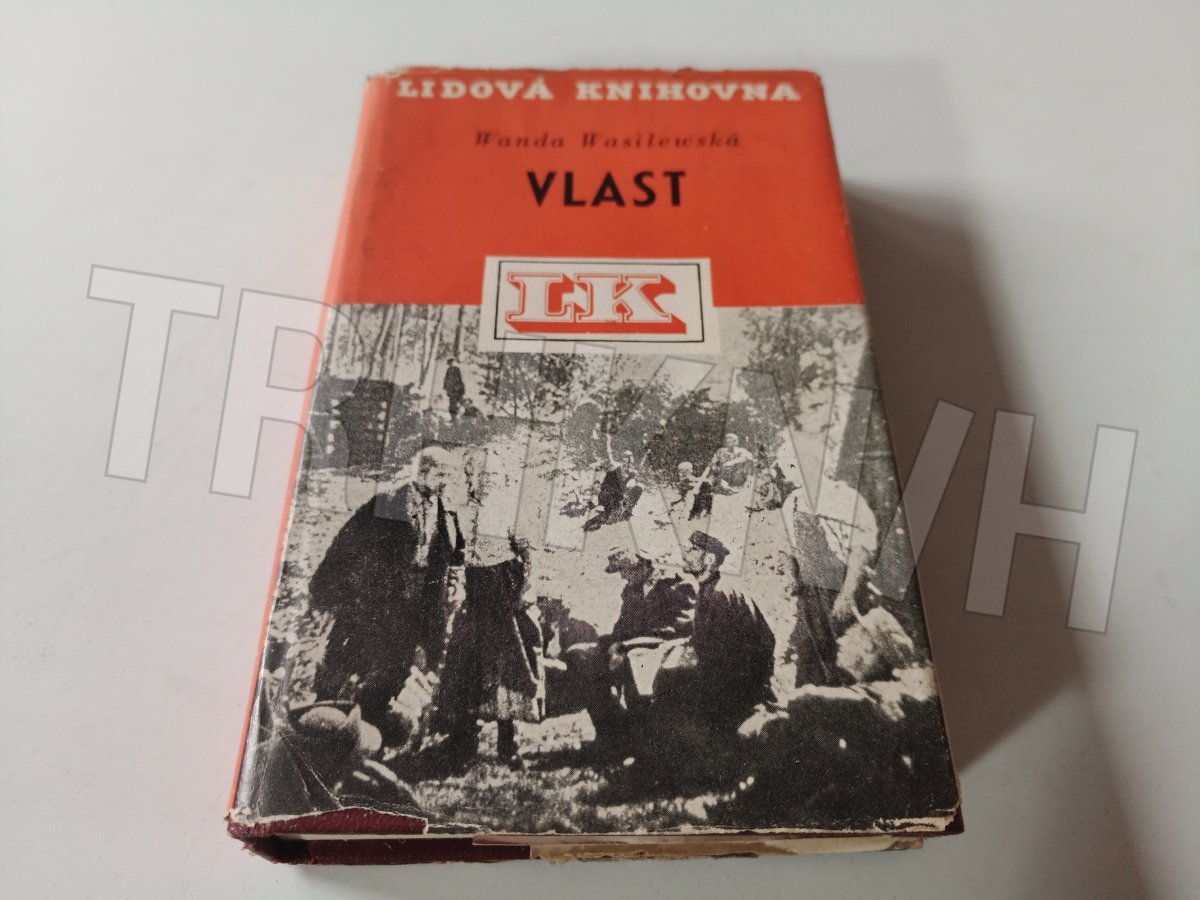 LIDOVÁ KNIHOVNA
Wanda Wasilewská
VLAST
LK